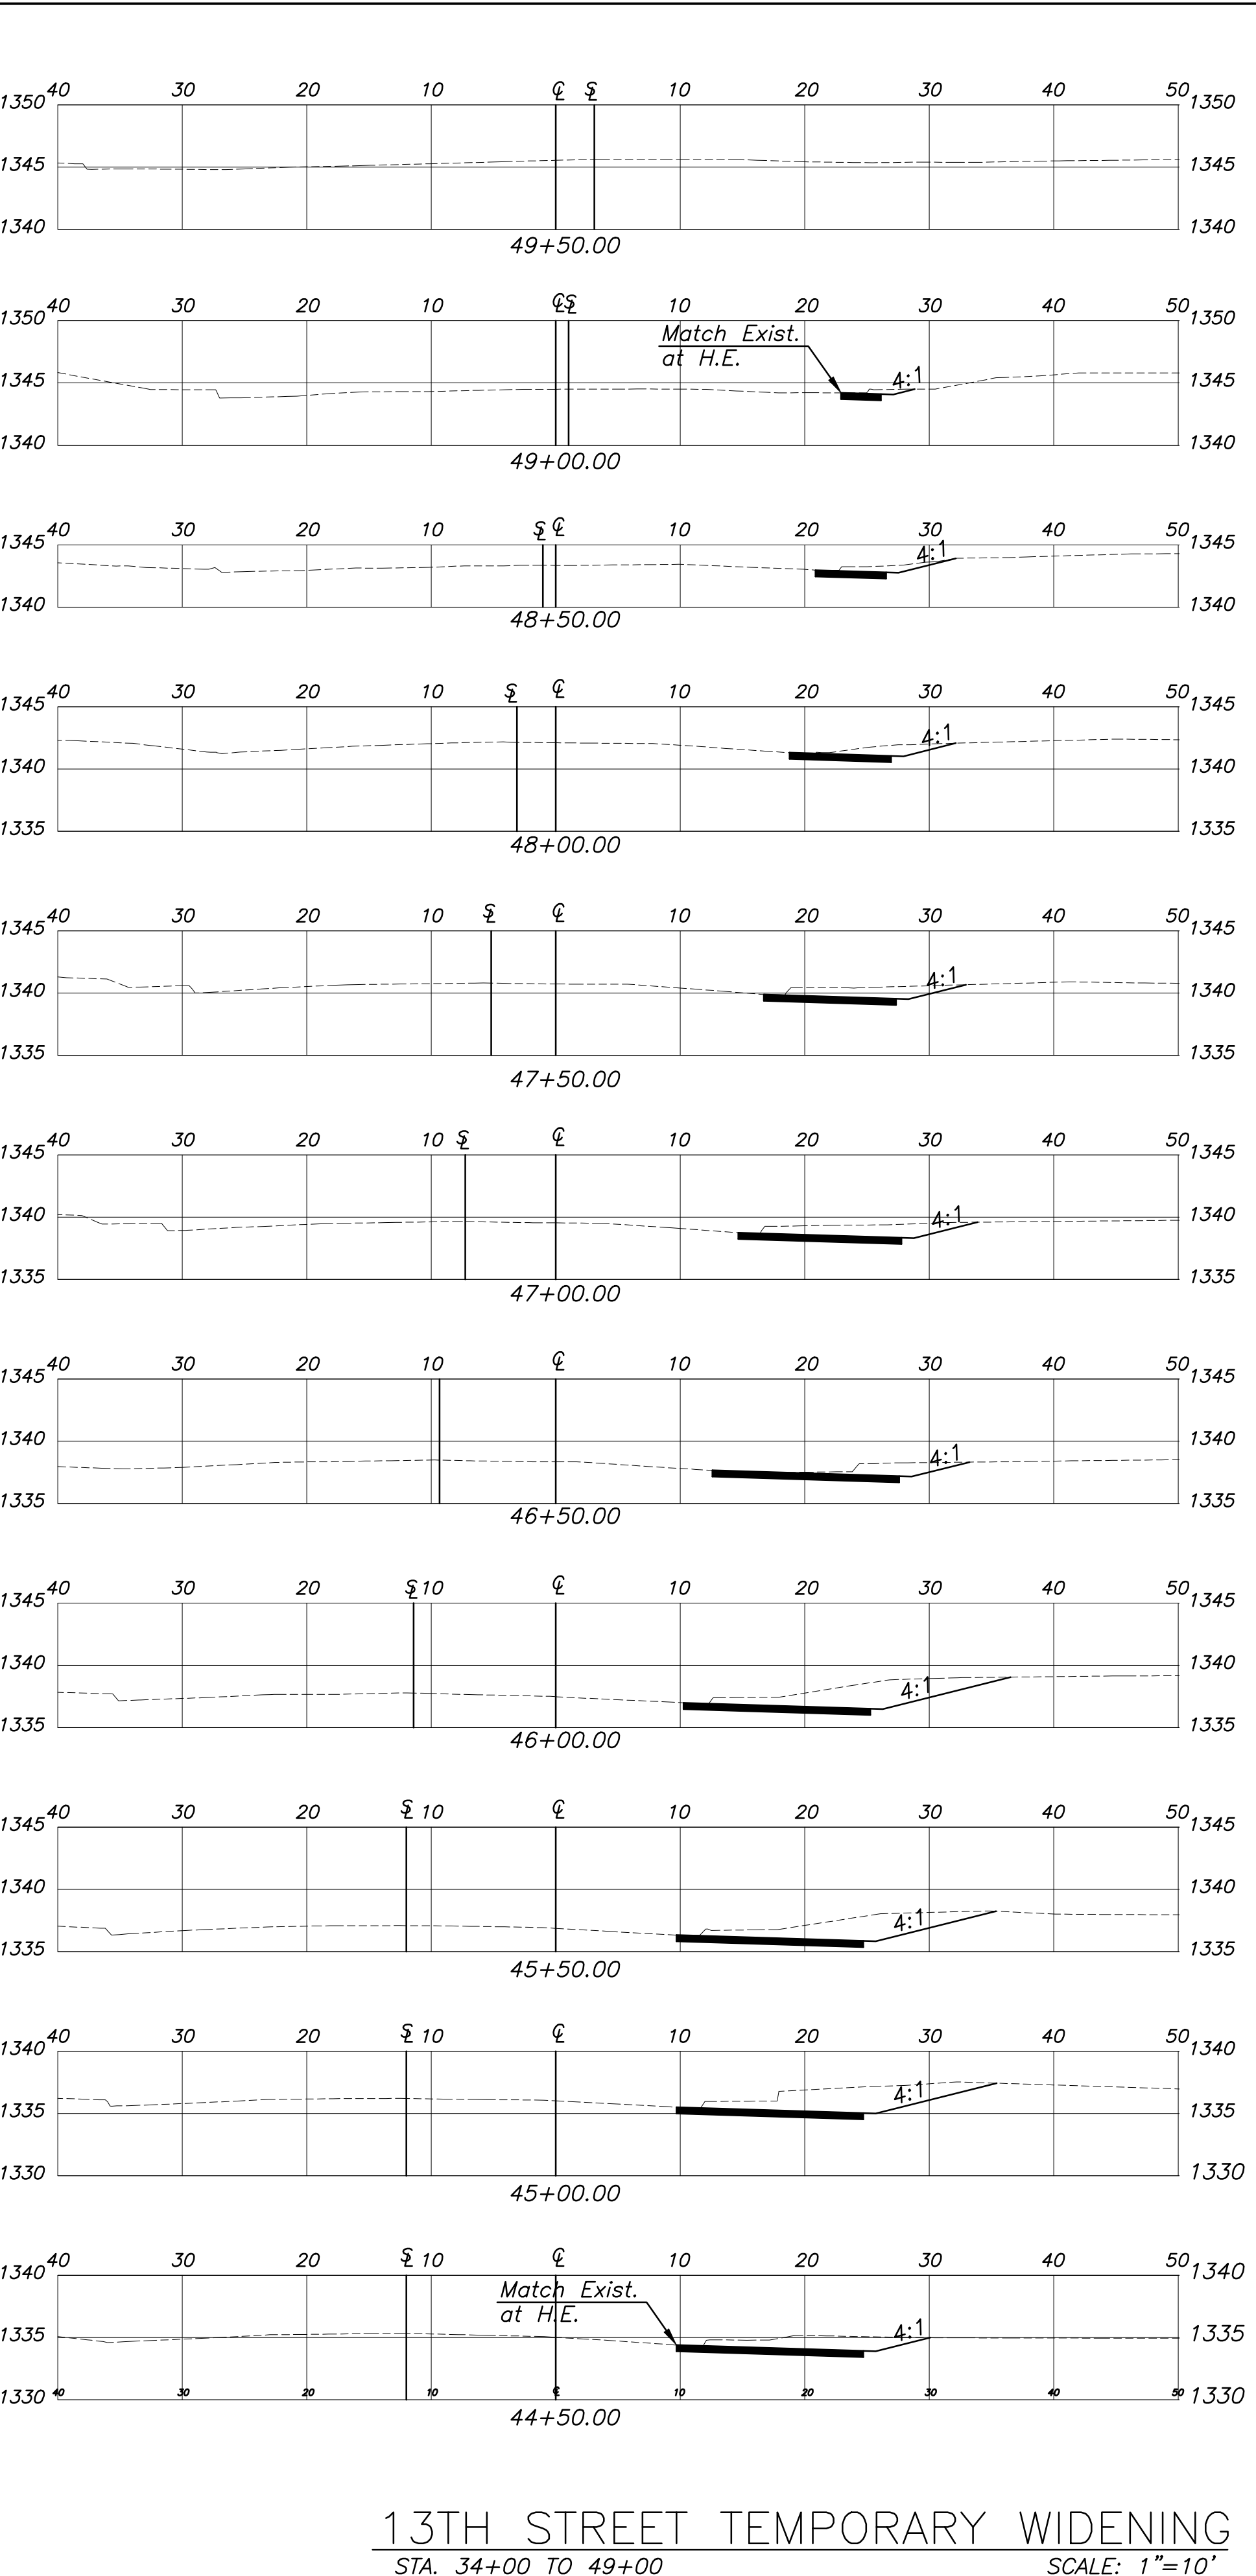 40 30 20 10 ℄ S℄ 10 20 30 40 50
1350 1350
1345 1345
1340 1340
49+50.00
40 30 20 10 ℄ S℄ 10 20 30 40 50
1350 1350
Match Exist.
at H.E.
4:1
1345 1345
1340 1340
49+00.00
40 30 20 10 S℄ ℄ 10 20 30 40 50
1345 1345
4:1
1340 1340
48+50.00
40 30 20 10 S℄ ℄ 10 20 30 40 50
1345 1345
4:1
1340 1340
1335 1335
48+00.00
40 30 20 10 S℄ ℄ 10 20 30 40 50
1345 1345
4:1
1340 1340
1335 1335
47+50.00
40 30 20 10 S℄ ℄ 10 20 30 40 50
1345 1345
4:1
1340 1340
1335 1335
47+00.00
40 30 20 10 ℄ 10 20 30 40 50
1345 1345
1340 1340
4:1
1335 1335
46+50.00
40 30 20 S℄ 10 ℄ 10 20 30 40 50
1345 1345
1340 1340
4:1
1335 1335
46+00.00
40 30 20 S℄ 10 ℄ 10 20 30 40 50
1345 1345
1340 1340
4:1
1335 1335
45+50.00
40 30 20 S℄ 10 ℄ 10 20 30 40 50
1340 1340
4:1
1335 1335
1330 1330
45+00.00
40 30 20 S℄ 10 ℄ 10 20 30 40 50
1340 1340
Match Exist.
at H.E.
4:1
1335 1335
1330 1330
40 30 20 10 ℄ 10 20 30 40 50
44+50.00
13TH STREET TEMPORARY WIDENING
STA. 34+00 TO 49+00 SCALE: 1"=10'